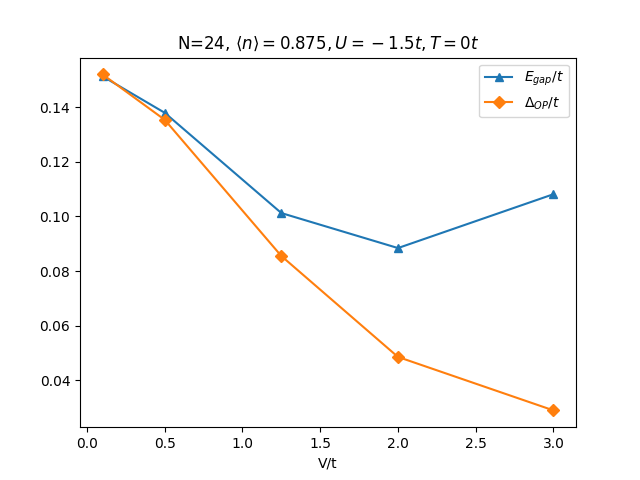 N=24, ⟨n⟩ = 0.875, U = −1.5t, T = 0t
E_gap/t
Δ_OP/t
0.14
0.12
0.10
0.08
0.06
0.04
0.0 0.5 1.0 1.5 2.0 2.5 3.0
V/t